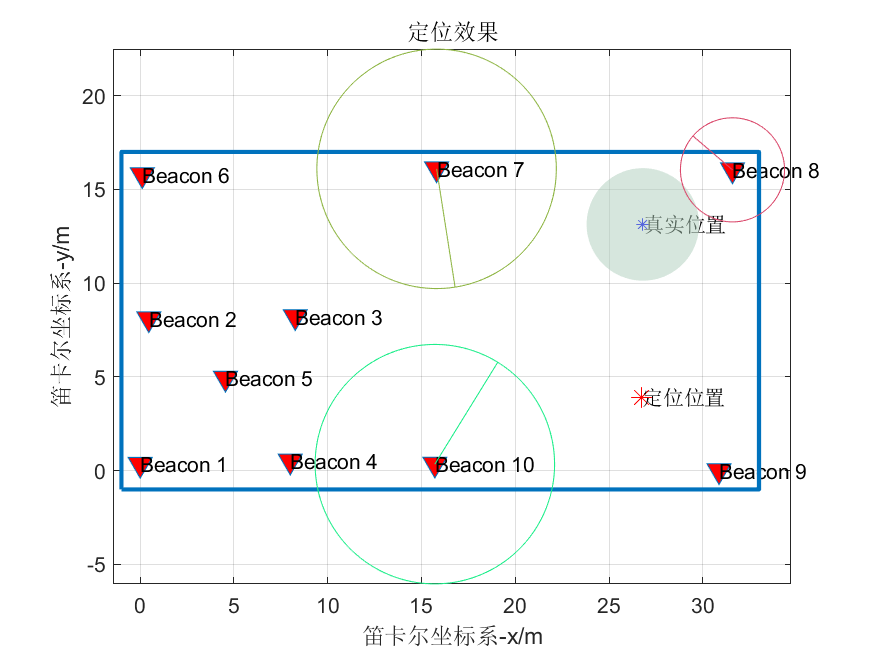 定位效果
20
15
10
5
0
-5
笛卡尔坐标系-y/m
Beacon 6
Beacon 7
Beacon 8
真实位置
Beacon 2
Beacon 3
Beacon 5
定位位置
Beacon 1
Beacon 4
Beacon 10
Beacon 9
0 5 10 15 20 25 30
笛卡尔坐标系-x/m